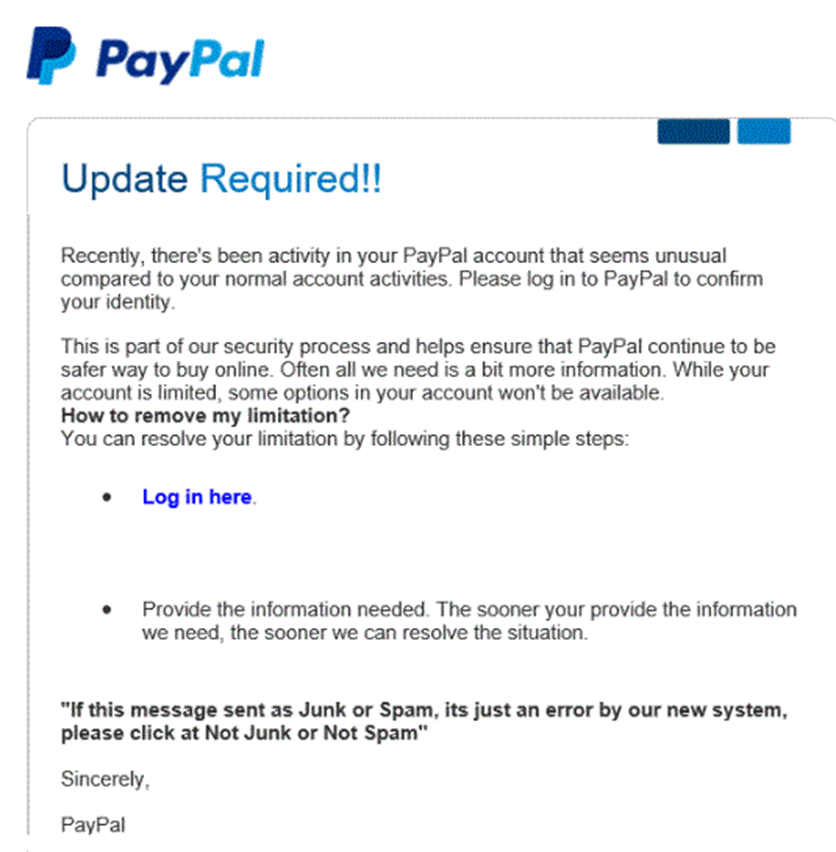 PayPal
Update Required!!
Recently, there's been activity in your PayPal account that seems unusual
compared to your normal account activities. Please log in to PayPal to confirm
your identity.
This is part of our security process and helps ensure that PayPal continue to be
safer way to buy online. Often all we need is a bit more information. While your
account is limited, some options in your account won't be available.
How to remove my limitation?
You can resolve your limitation by following these simple steps:
• Log in here.
• Provide the information needed. The sooner your provide the information
we need, the sooner we can resolve the situation.
"If this message sent as Junk or Spam, its just an error by our new system,
please click at Not Junk or Not Spam"
Sincerely,
PayPal